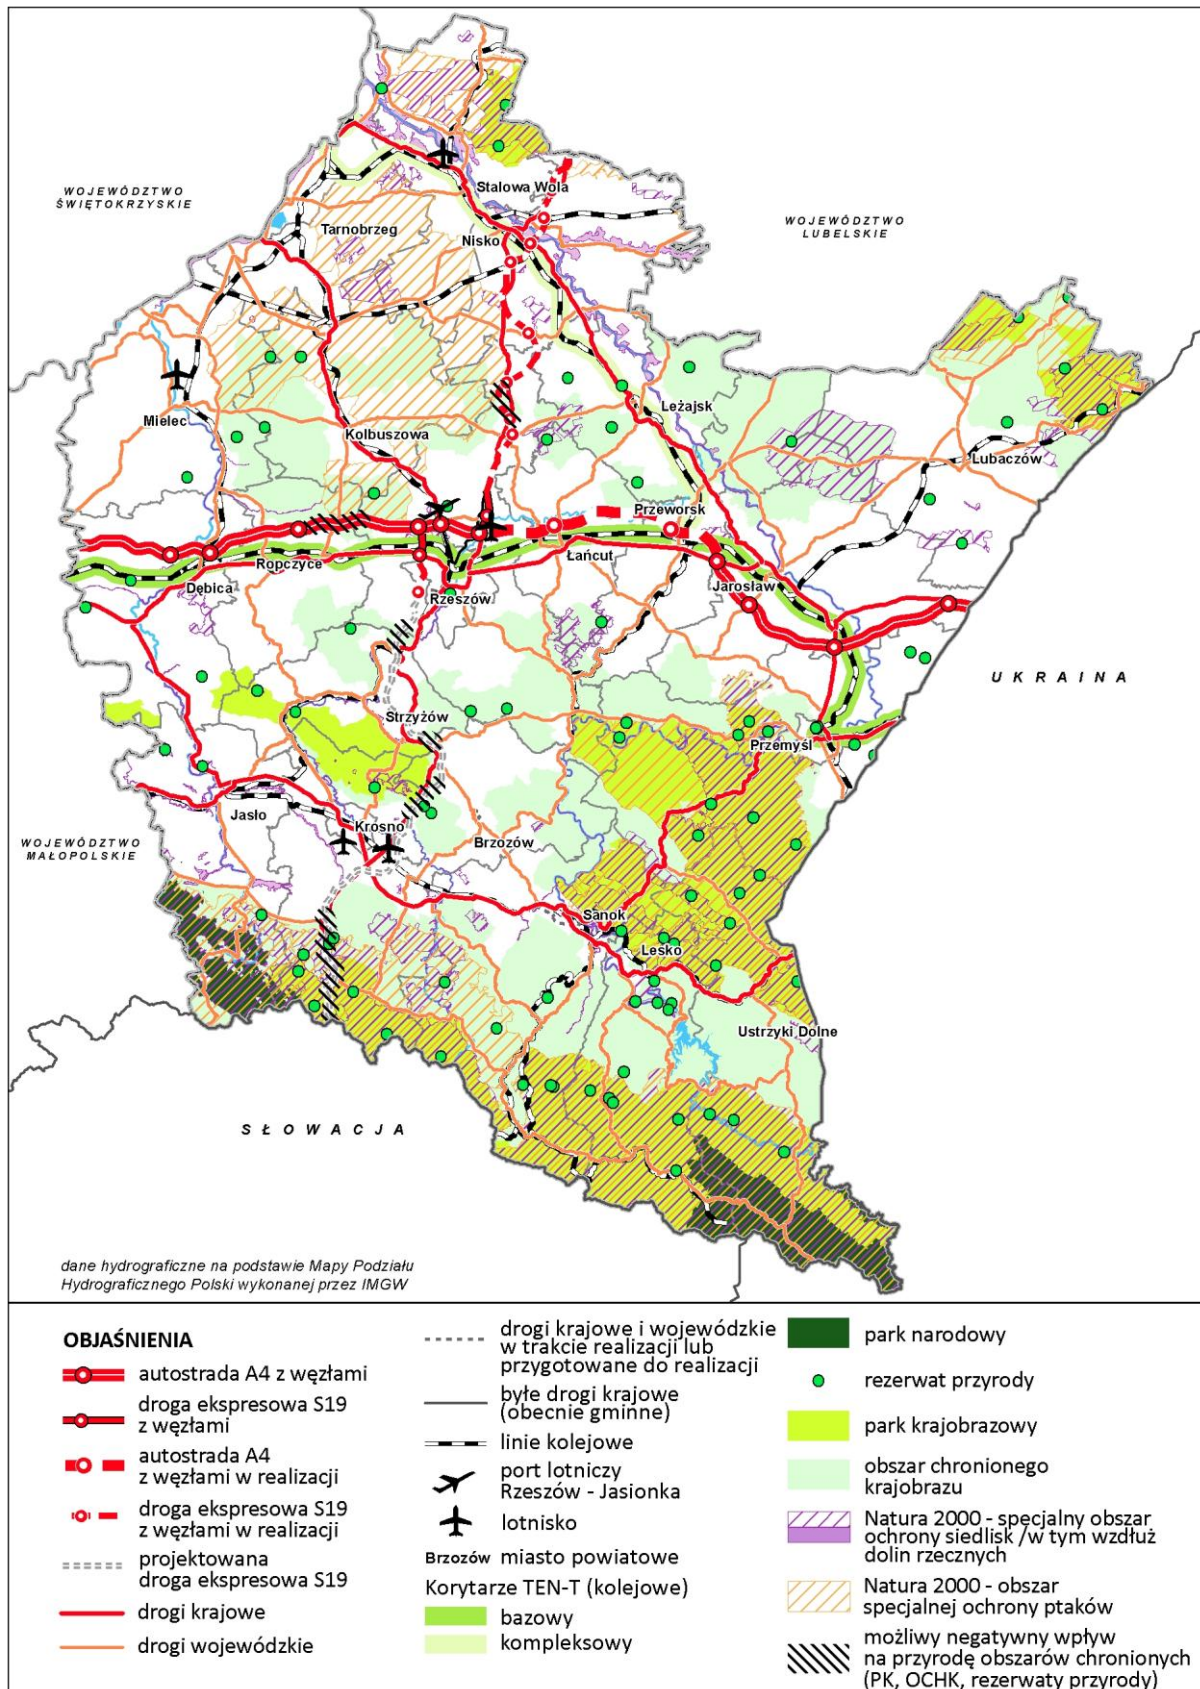 WOJEWÓDZTWO
ŚWIĘTOKRZYSKIE
Stalowa Wola
WOJEWÓDZTWO
LUBELSKIE
Tarnobrzeg
Nisko
Mielec
Leżajsk
Kolbuszowa
Lubaczów
Przeworsk
Ropczyce
Łańcut
Dębica
Rzeszów
Jarosław
UKRAINA
Strzyżów
Przemyśl
Jasło
Krosno
Brzozów
WOJEWÓDZTWO
MAŁOPOLSKIE
Sanok
Lesko
Ustrzyki Dolne
SŁOWACJA
dane hydrograficzne na podstawie Mapy Podziału
Hydrograficznego Polski wykonanej przez IMGW
OBJAŚNIENIA
autostrada A4 z węzłami
droga ekspresowa S19
z węzłami
autostrada A4
z węzłami w realizacji
droga ekspresowa S19
z węzłami w realizacji
projektowana
droga ekspresowa S19
drogi krajowe
drogi wojewódzkie
drogi krajowe i wojewódzkie
w trakcie realizacji lub
przygotowane do realizacji
byłe drogi krajowe
(obecnie gminne)
linie kolejowe
port lotniczy
Rzeszów - Jasionka
lotnisko
Brzozów miasto powiatowe
Korytarze TEN-T (kolejowe)
bazowy
kompleksowy
park narodowy
rezerwat przyrody
park krajobrazowy
obszar chronionego
krajobrazu
Natura 2000 - specjalny obszar
ochrony siedlisk /w tym wzdłuż
dolin rzecznych
Natura 2000 - obszar
specjalnej ochrony ptaków
możliwy negatywny wpływ
na przyrodę obszarów chronionych
(PK, OCHK, rezerwaty przyrody)